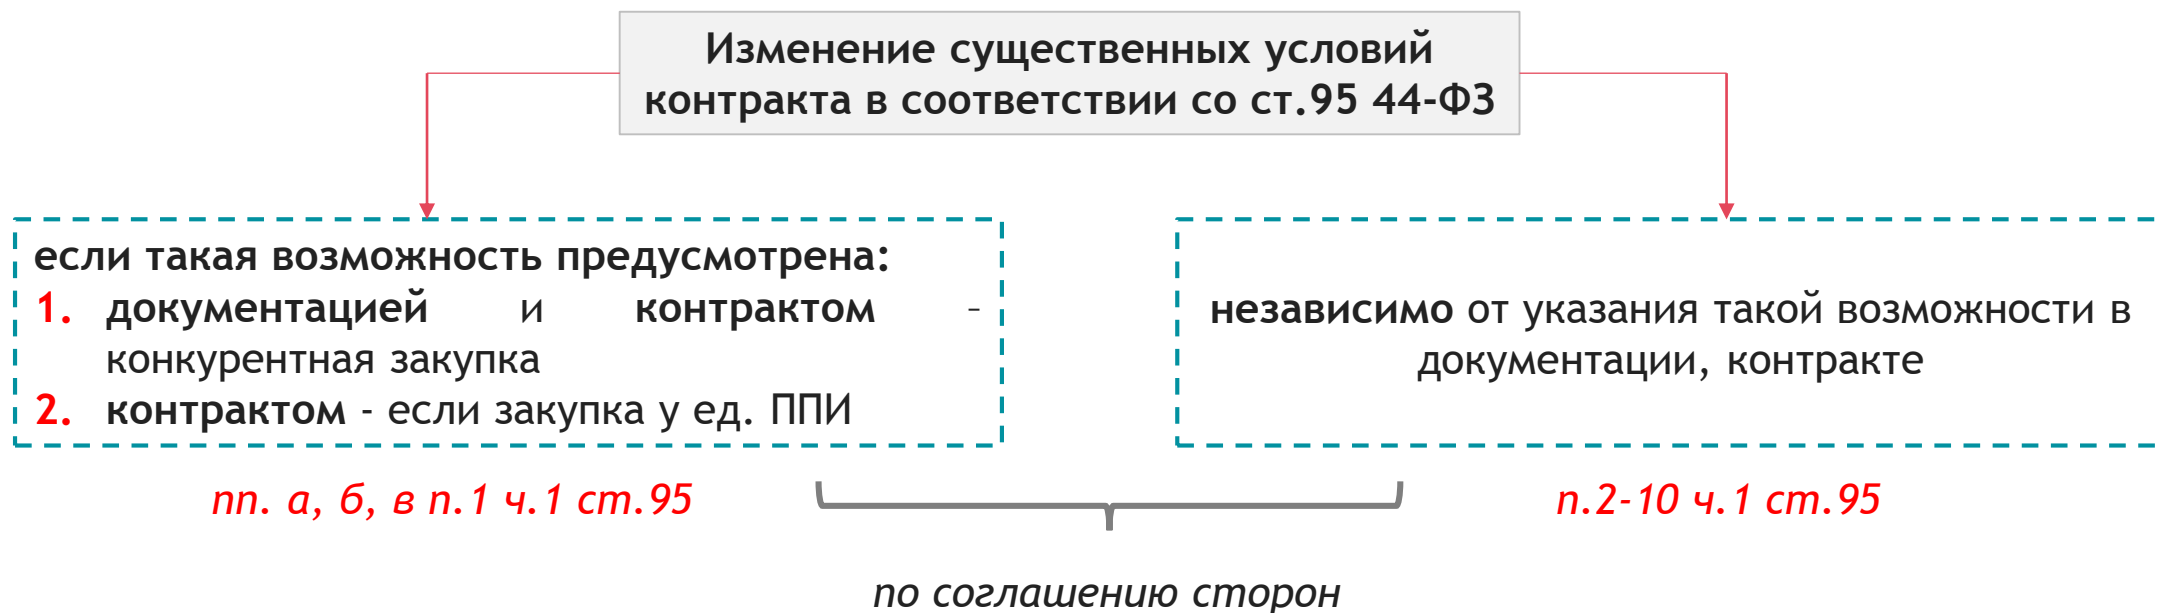 Изменение существенных условий
контракта в соответствии со ст.95 44-ФЗ
если такая возможность предусмотрена:
1. документацией и контрактом -
конкурентная закупка
2. контрактом - если закупка у ед. ППИ
независимо от указания такой возможности в
документации, контракте
пп. а, б, в п.1 ч.1 ст.95
п.2-10 ч.1 ст.95
по соглашению сторон